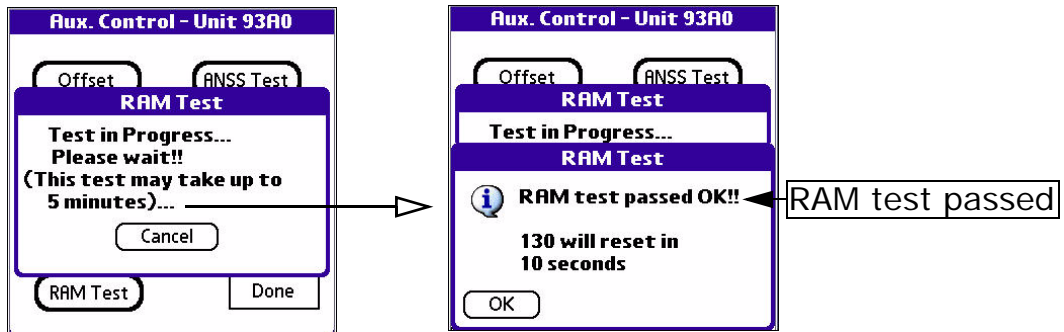 Aux. Control - Unit 93A0
Offset
ANSS Test
RAM Test
Test in Progress...
Please wait!!
(This test may take up to
5 minutes)...
Cancel
RAM Test
Done
Aux. Control - Unit 93A0
Offset
ANSS Test
RAM Test
Test in Progress...
RAM Test
RAM test passed OK!!
130 will reset in
10 seconds
OK
RAM test passed